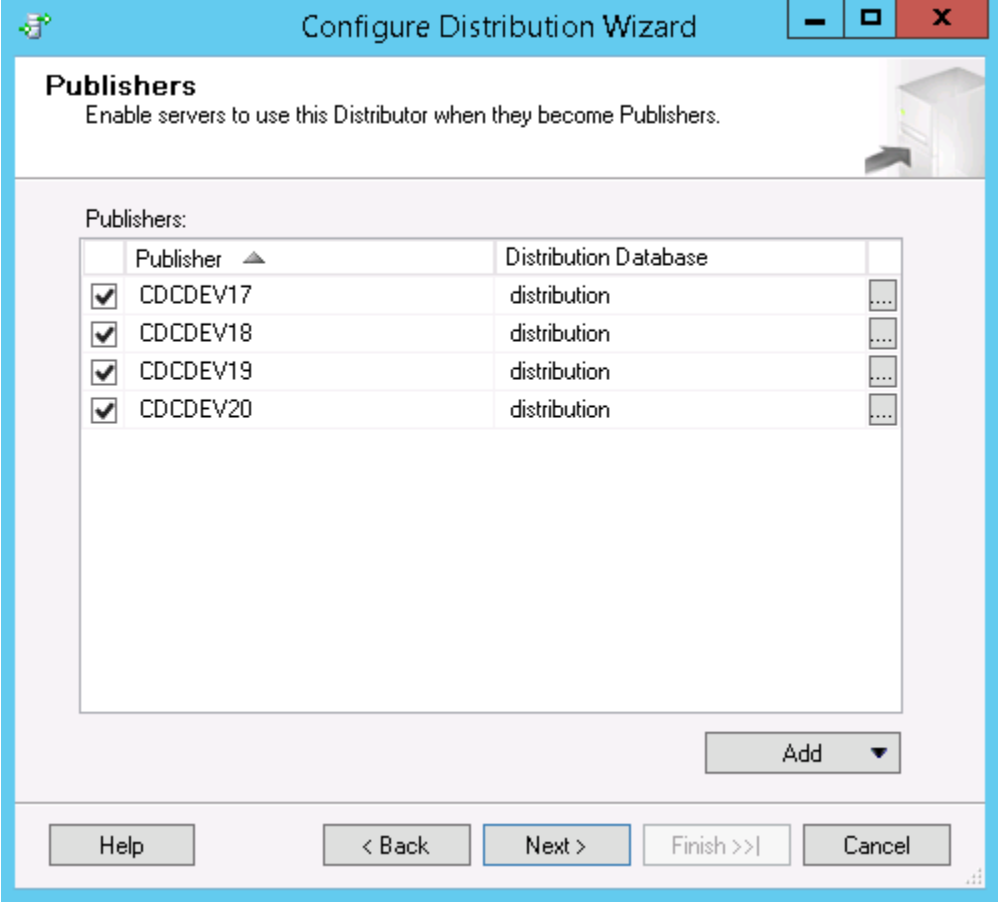 Configure Distribution Wizard
Publishers
Enable servers to use this Distributor when they become Publishers.
Publishers:
Publisher Distribution Database
CDCDEV17 distribution ....
CDCDEV18 distribution ....
CDCDEV19 distribution ....
CDCDEV20 distribution ....
Add
Help < Back Next > Finish >>| Cancel